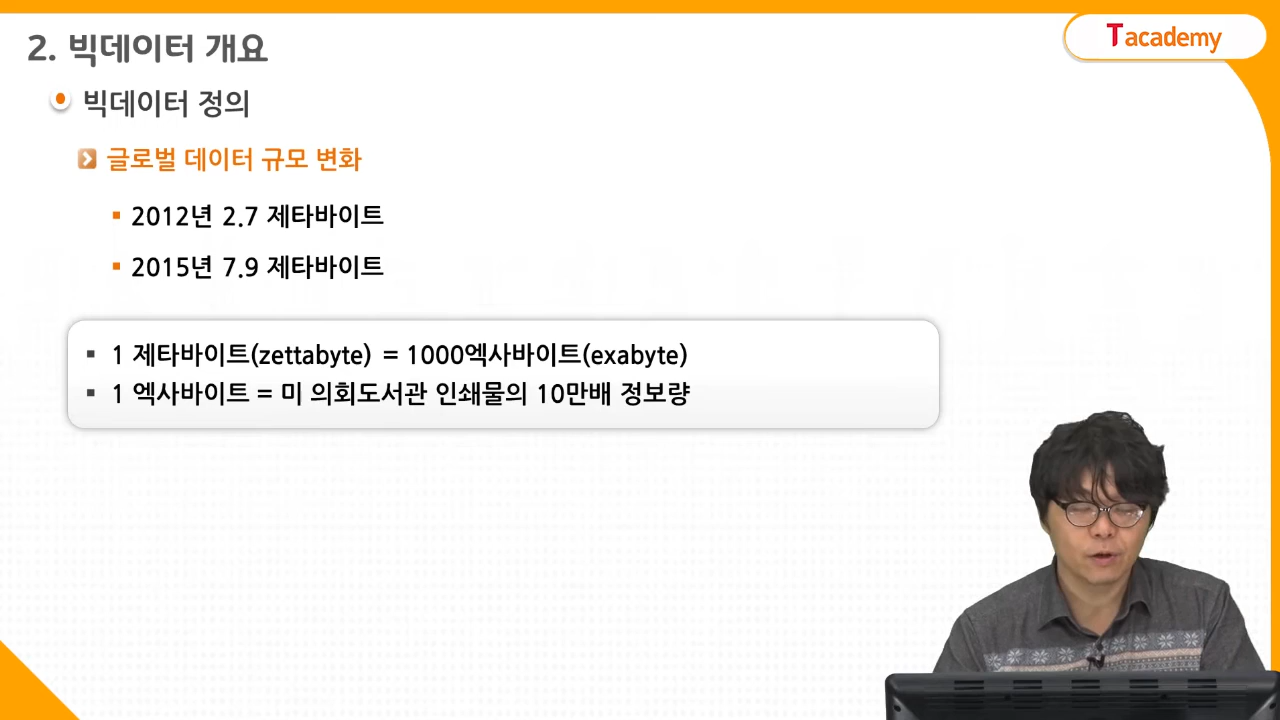 2. 빅데이터 개요
Tacademy
빅데이터 정의
글로벌 데이터 규모 변화
2012년 2.7 제타바이트
2015년 7.9 제타바이트
1 제타바이트(zettabyte) = 1000엑사바이트(exabyte)
1 엑사바이트 = 미 의회도서관 인쇄물의 10만배 정보량